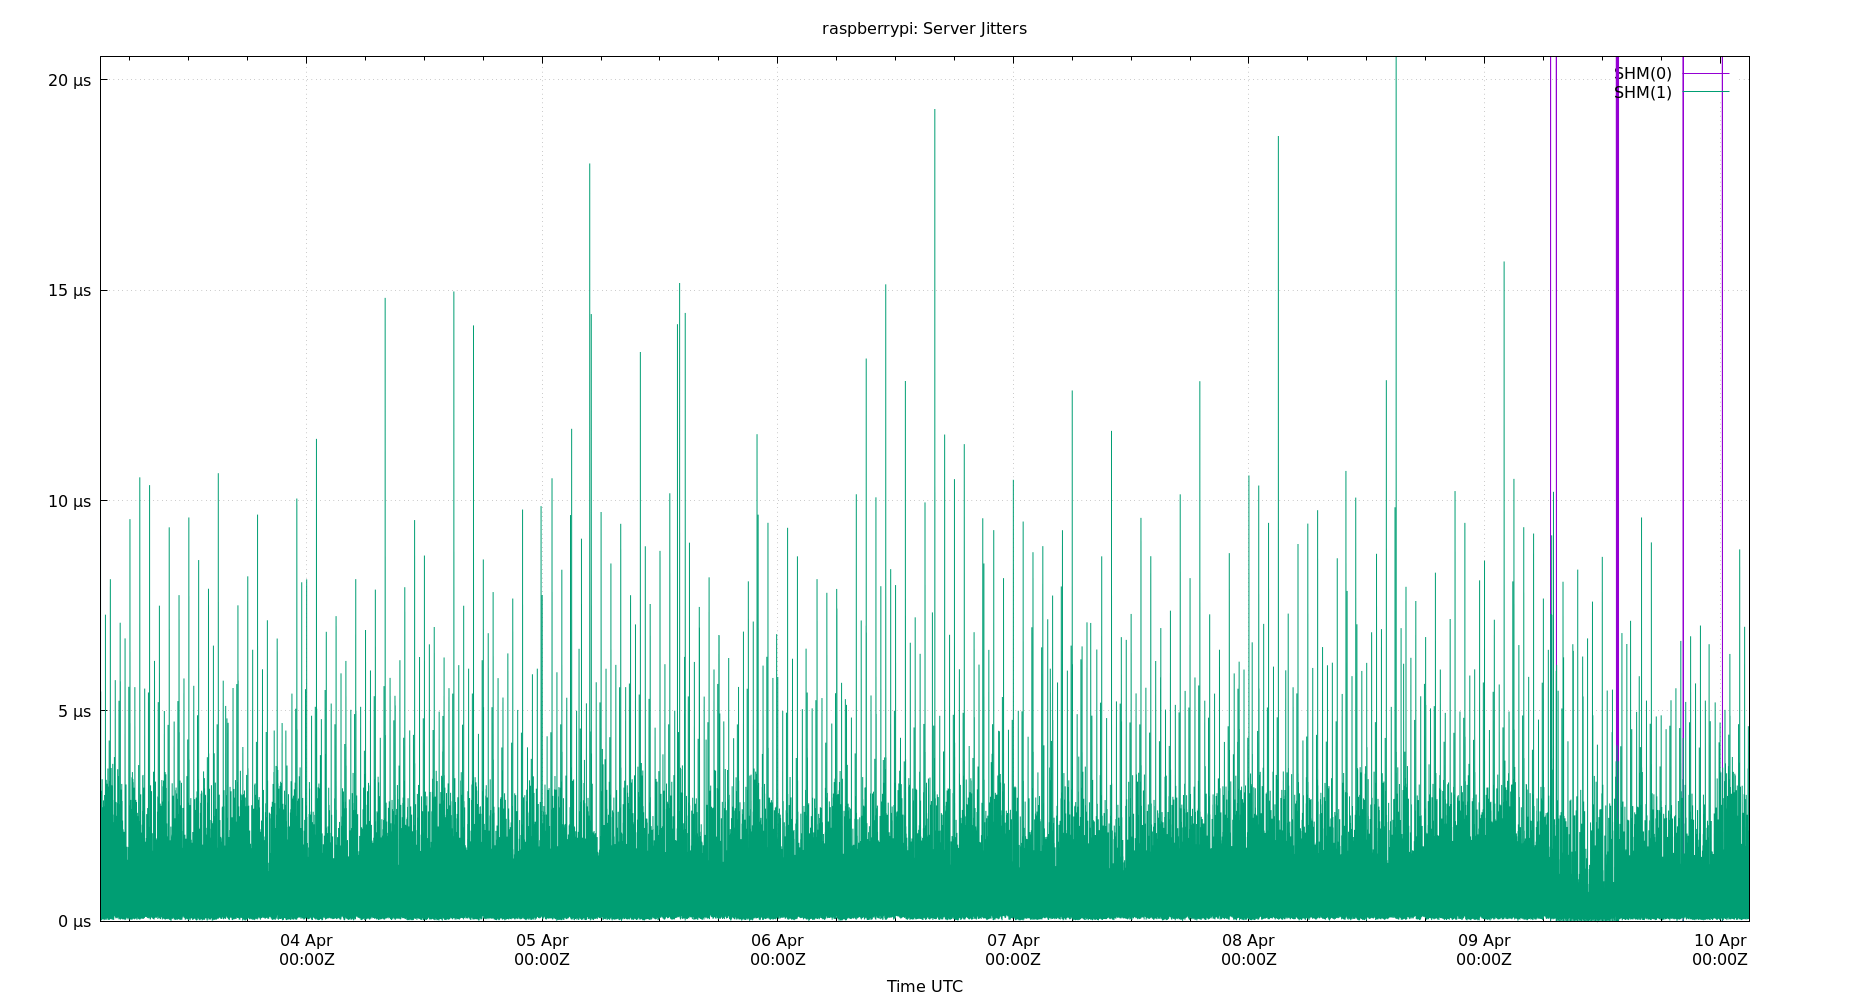 raspberrypi: Server Jitters
20 µs
15 µs
10 µs
5 µs
0 µs
SHM(0)
SHM(1)
04 Apr
00:00Z
05 Apr
00:00Z
06 Apr
00:00Z
07 Apr
00:00Z
08 Apr
00:00Z
09 Apr
00:00Z
10 Apr
00:00Z
Time UTC